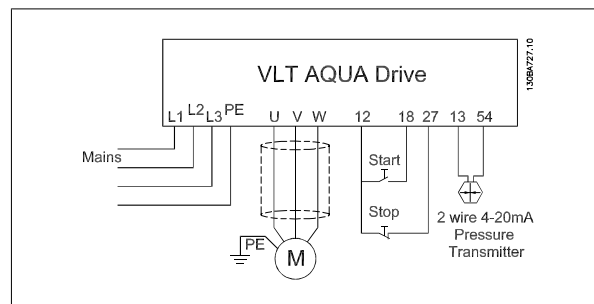 VLT AQUA Drive
130BA727.10
L1 L2 L3 PE U V W 12 18 27 13 54
Mains
Start
Stop
PE
M
2 wire 4-20mA
Pressure
Transmitter